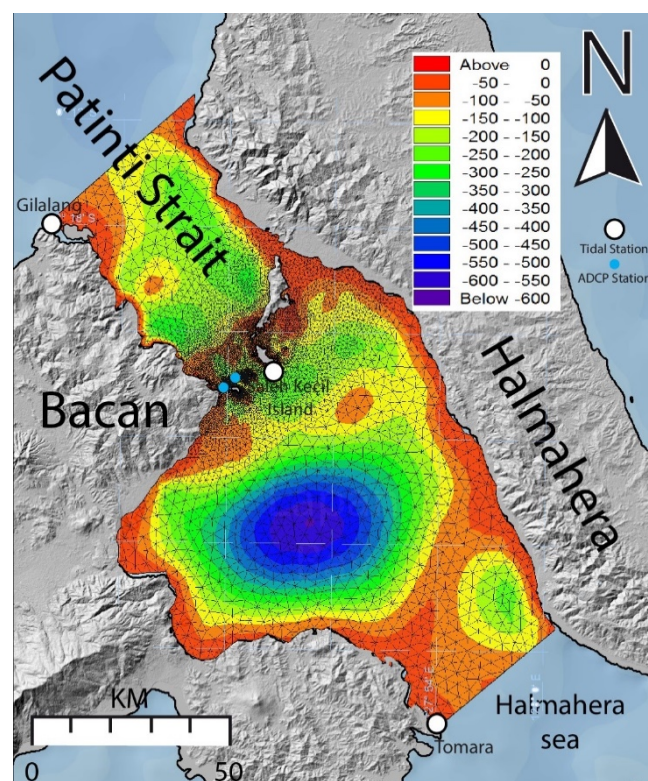 Patinti Strait
Gilalang
18' S
Bacan
Kecil
Island
Halmahera
Halmahera
sea
Tomara
KM
0 50
Above 0
-50 - 0
-100 - -50
-150 - -100
-200 - -150
-250 - -200
-300 - -250
-350 - -300
-400 - -350
-450 - -400
-500 - -450
-550 - -500
-600 - -550
Below -600
N
Tidal Station
ADCP Station